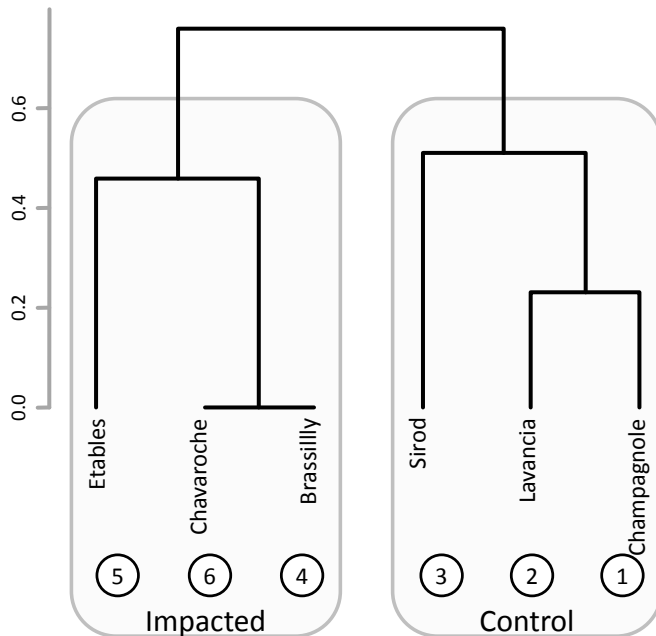 0.6
0.4
0.2
0.0
Etables
Chavaroche
Brassillly
Sirod
Lavancia
Champagnole
5 6 4 3 2 1
Impacted Control